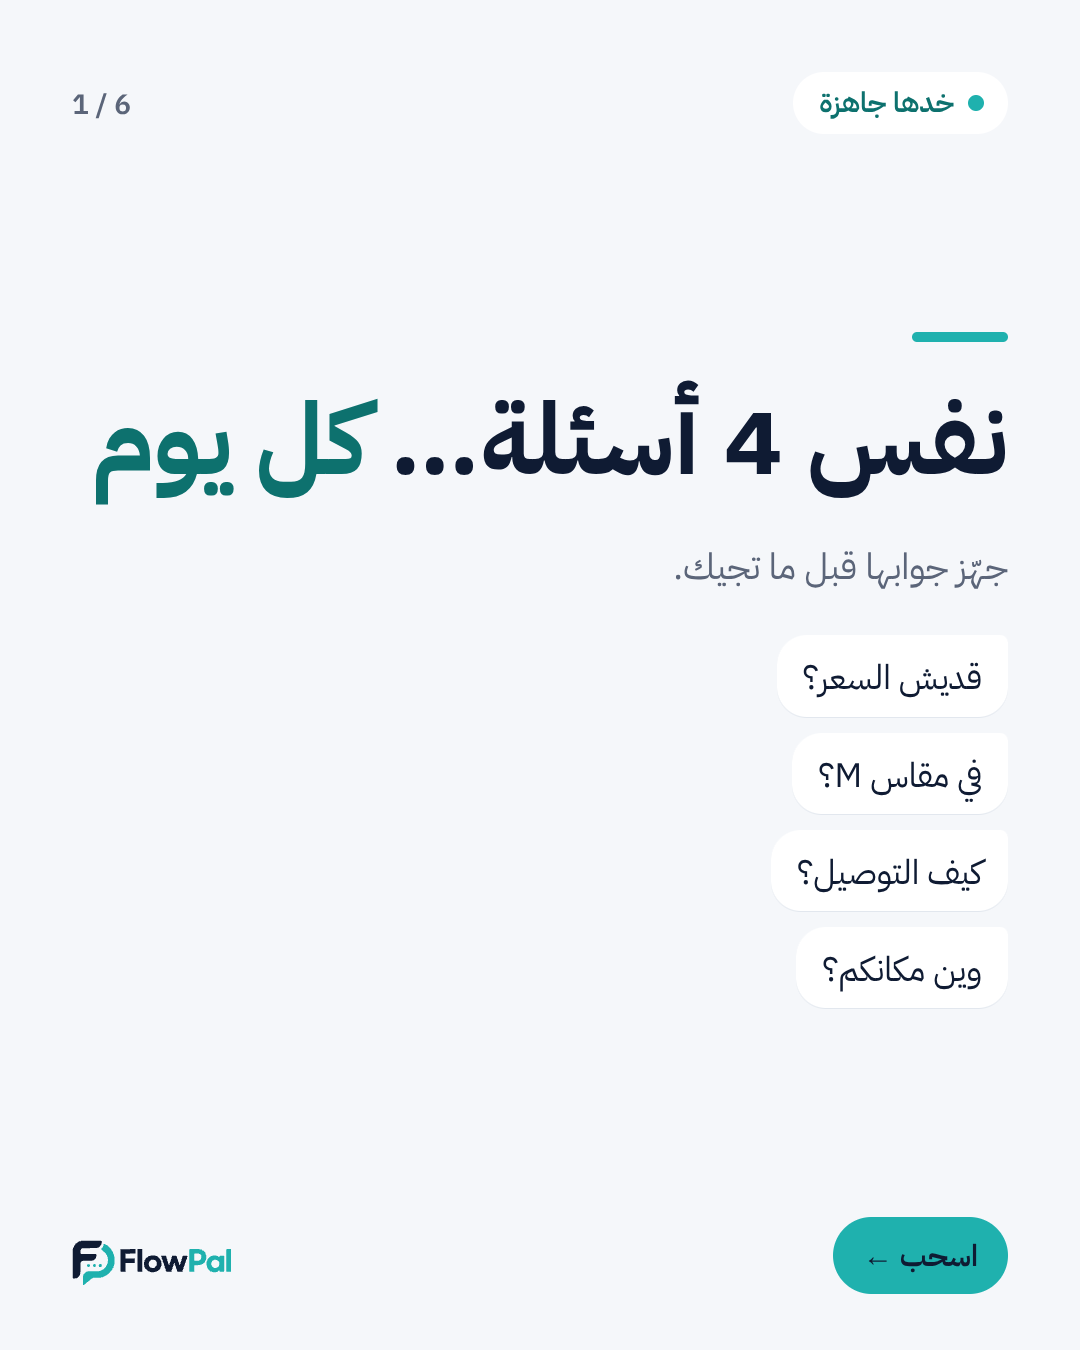 خدها جاهزة
1 / 6
نفس 4 أسئلة... كل يوم
جهّز جوابها قبل ما تجيك.
قديش السعر؟
في مقاس M؟
كيف التوصيل؟
وين مكانكم؟
اسحب ←
FlowPal